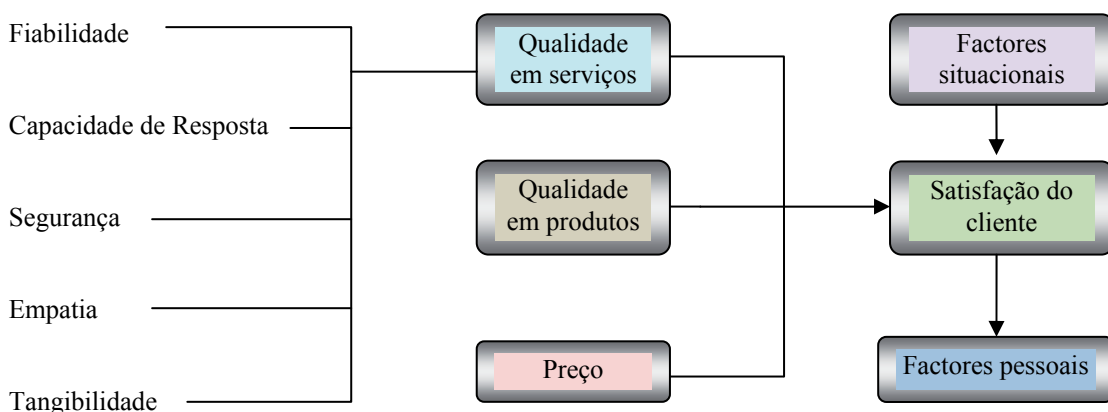 Fiabilidade
Capacidade de Resposta
Segurança
Empatia
Tangibilidade
Qualidade
em serviços
Qualidade
em produtos
Preço
Factores
situacionais
Satisfação do
cliente
Factores pessoais